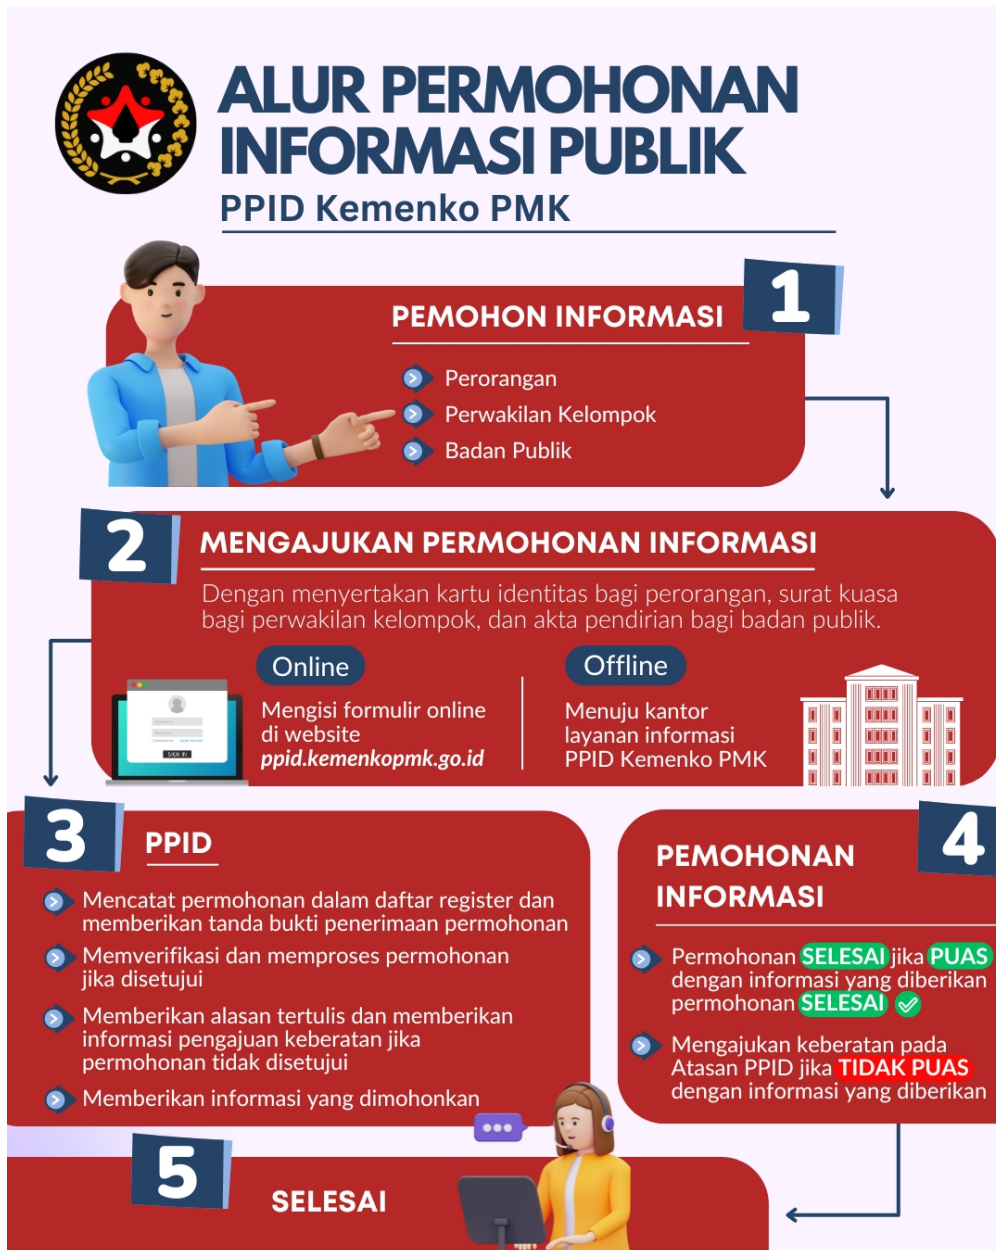 ALUR PERMOHONAN
INFORMASI PUBLIK
PPID Kemenko PMK
1
PEMOHON INFORMASI
Perorangan
Perwakilan Kelompok
Badan Publik
2
MENGAJUKAN PERMOHONAN INFORMASI
Dengan menyertakan kartu identitas bagi perorangan, surat kuasa
bagi perwakilan kelompok, dan akta pendirian bagi badan publik.
Online
Mengisi formulir online
di website
ppid.kemenkopmk.go.id
SIGN IN
Offline
Menuju kantor
layanan informasi
PPID Kemenko PMK
3
PPID
Mencatat permohonan dalam daftar register dan
memberikan tanda bukti penerimaan permohonan
Memverifikasi dan memproses permohonan
jika disetujui
Memberikan alasan tertulis dan memberikan
informasi pengajuan keberatan jika
permohonan tidak disetujui
Memberikan informasi yang dimohonkan
4
PEMOHONAN
INFORMASI
Permohonan SELESAI jika PUAS
dengan informasi yang diberikan
permohonan SELESAI
Mengajukan keberatan pada
Atasan PPID jika TIDAK PUAS
dengan informasi yang diberikan
5
SELESAI